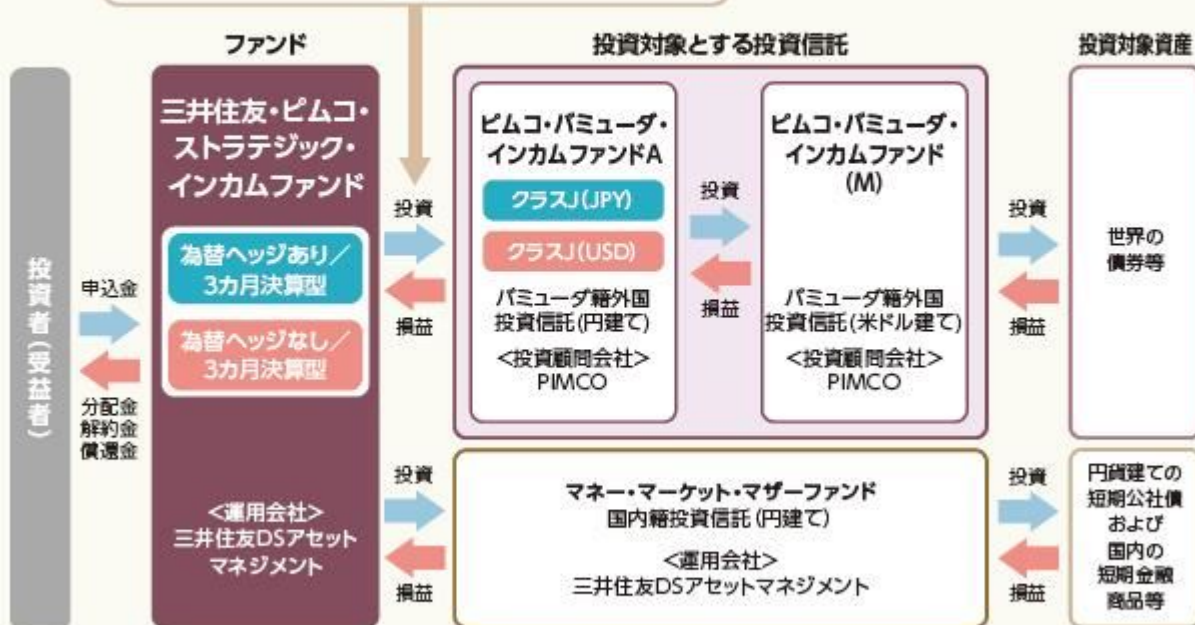 ファンド
投資対象とする投資信託
投資対象資産
投資者(受益者)
申込金
分配金
解約金
償還金
三井住友・ピムコ・
ストラテジック・
インカムファンド
為替ヘッジあり／
3カ月決算型
為替ヘッジなし／
3カ月決算型
<運用会社>
三井住友DSアセット
マネジメント
投資
損益
ピムコ・バミューダ・
インカムファンドA
クラスJ(JPY)
クラスJ(USD)
バミューダ籍外国
投資信託(円建て)
<投資顧問会社>
PIMCO
投資
損益
ピムコ・バミューダ・
インカムファンド
(M)
バミューダ籍外国
投資信託(米ドル建て)
<投資顧問会社>
PIMCO
投資
損益
世界の
債券等
投資
損益
マネー・マーケット・マザーファンド
国内籍投資信託(円建て)
<運用会社>
三井住友DSアセットマネジメント
投資
損益
円貨建ての
短期公社債
および
国内の
短期金融
商品等